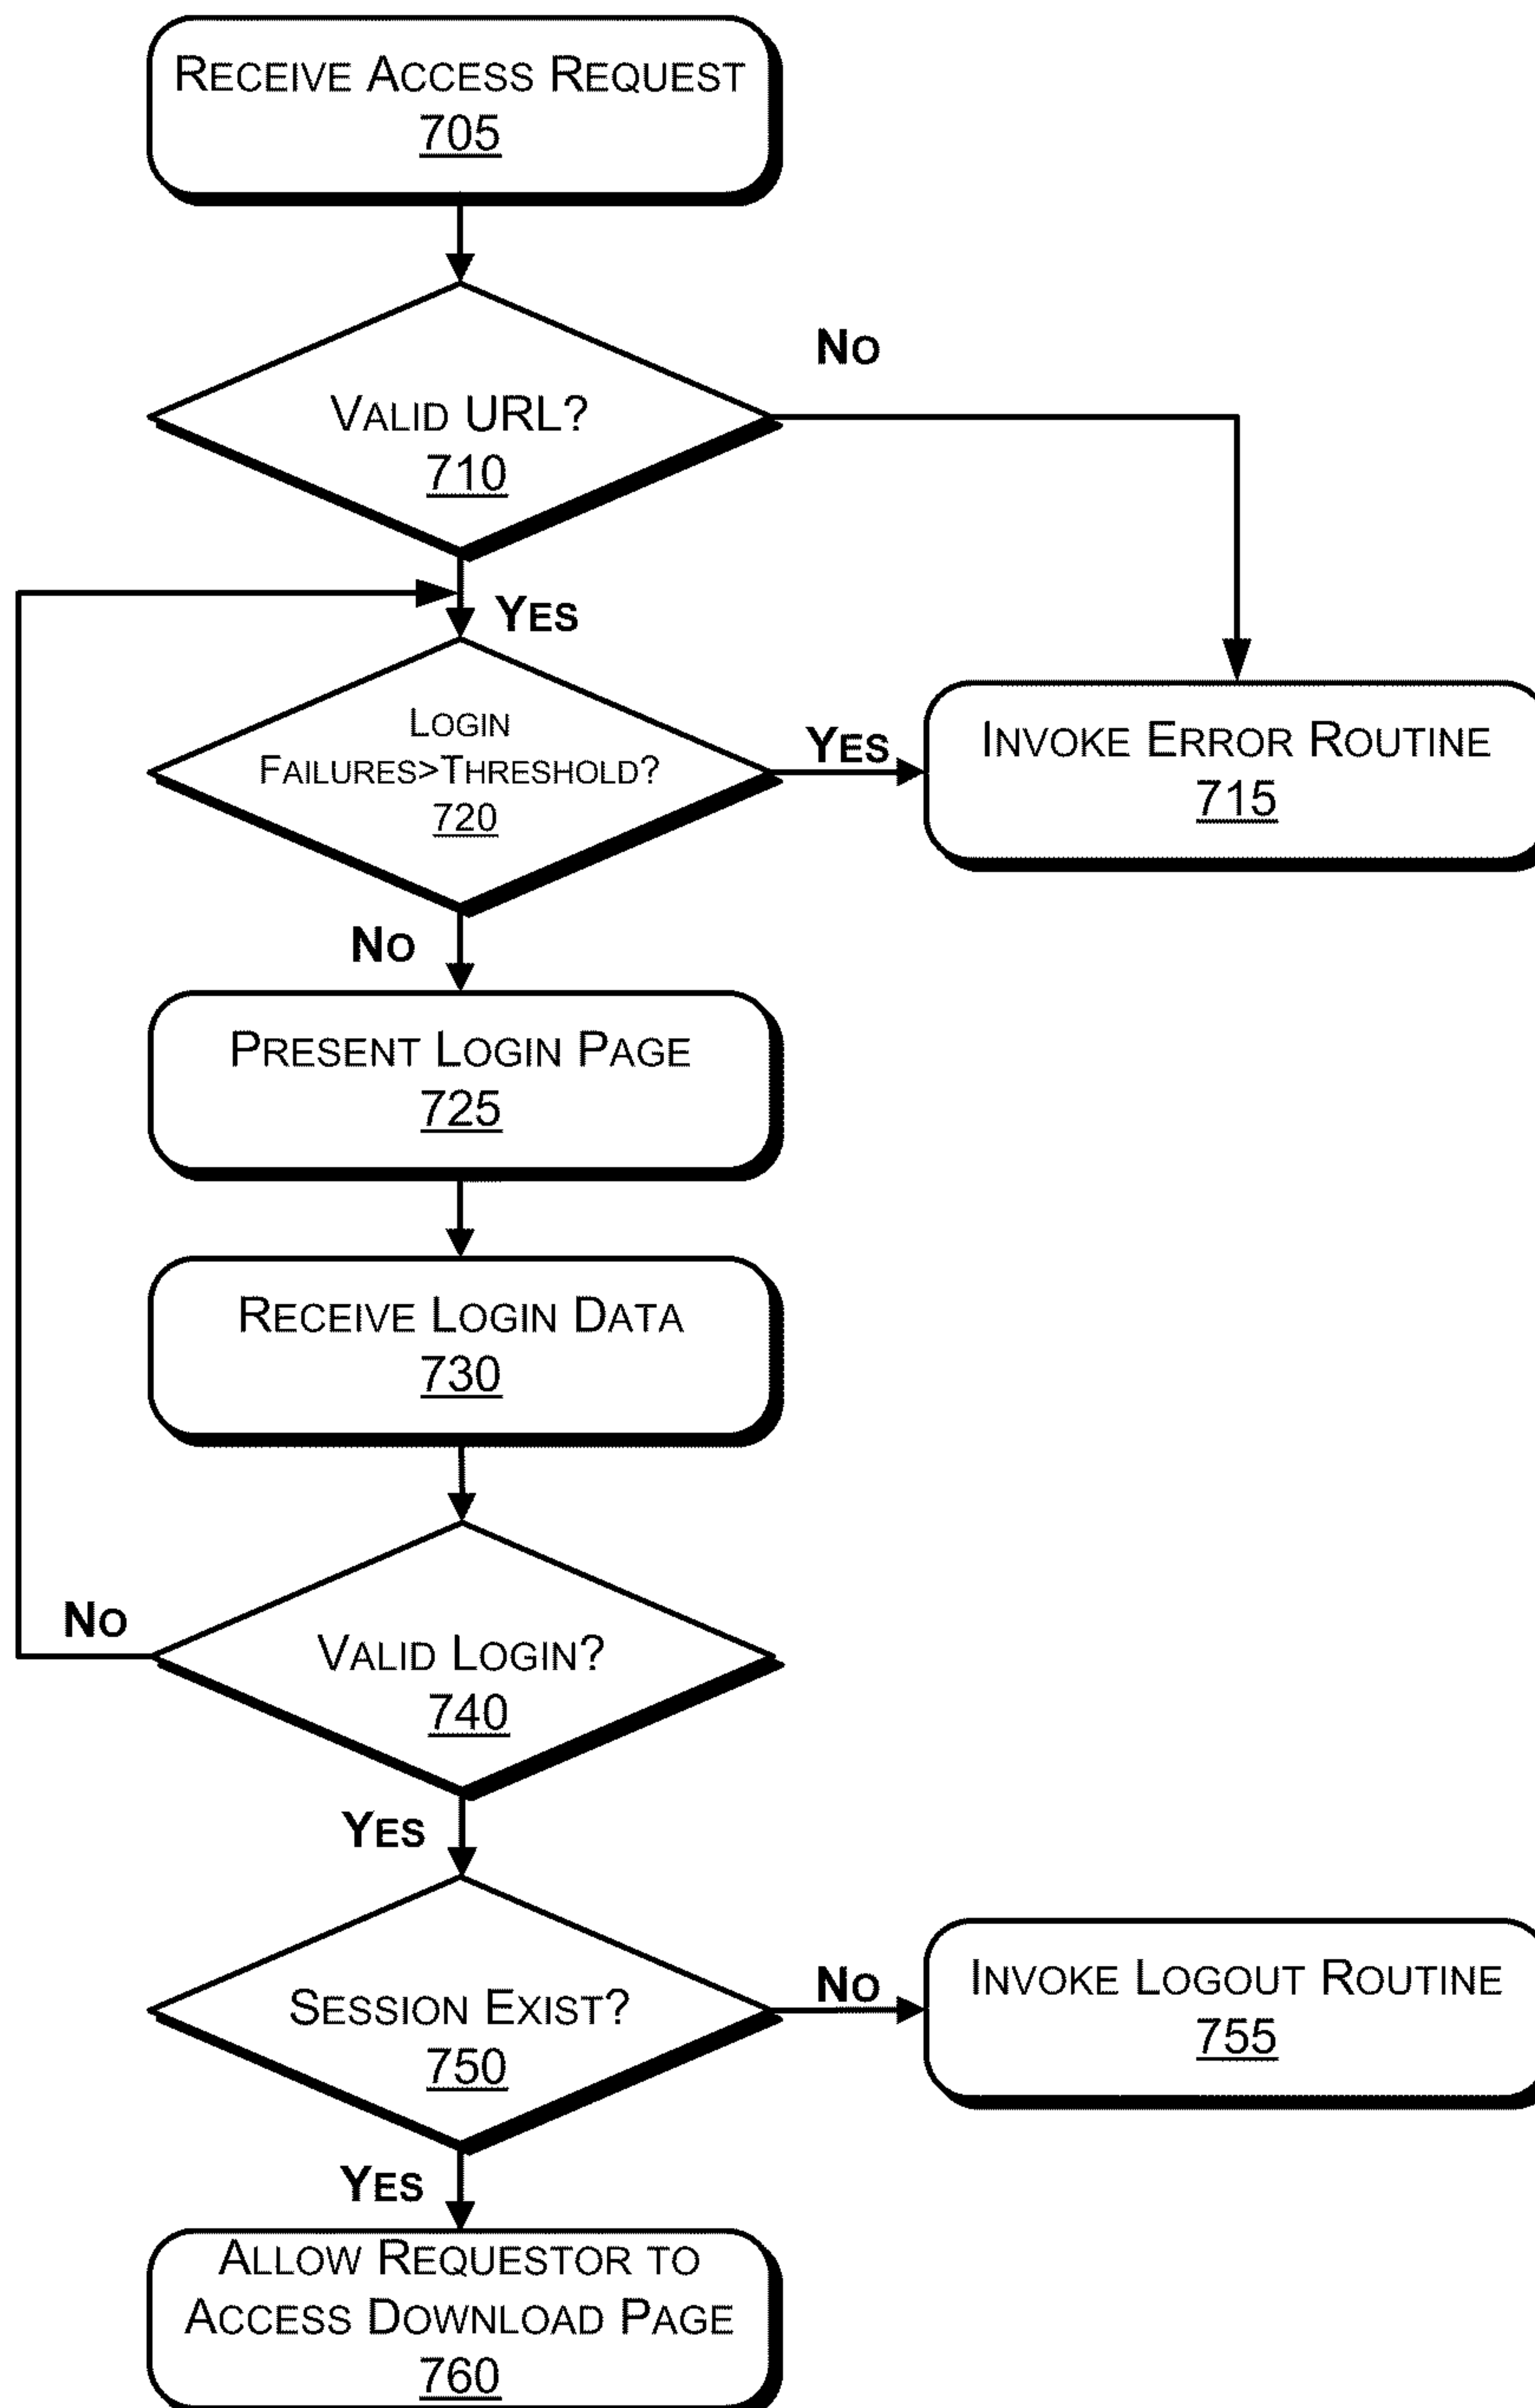 RECEIVE ACCESS REQUEST
705
NO
VALID URL?
710
YES
LOGIN
FAILURES>THRESHOLD?
720
YES
INVOKE ERROR ROUTINE
715
NO
PRESENT LOGIN PAGE
725
RECEIVE LOGIN DATA
730
NO
VALID LOGIN?
740
YES
SESSION EXIST?
750
NO
INVOKE LOGOUT ROUTINE
755
YES
ALLOW REQUESTOR TO
ACCESS DOWNLOAD PAGE
760